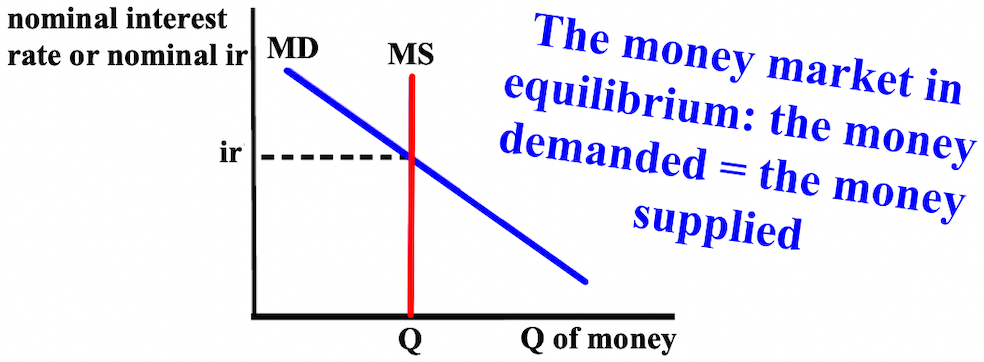 nominal interest
rate or nominal ir
MD
MS
ir
Q
Q of money
The money market in
equilibrium: the money
demanded = the money
supplied